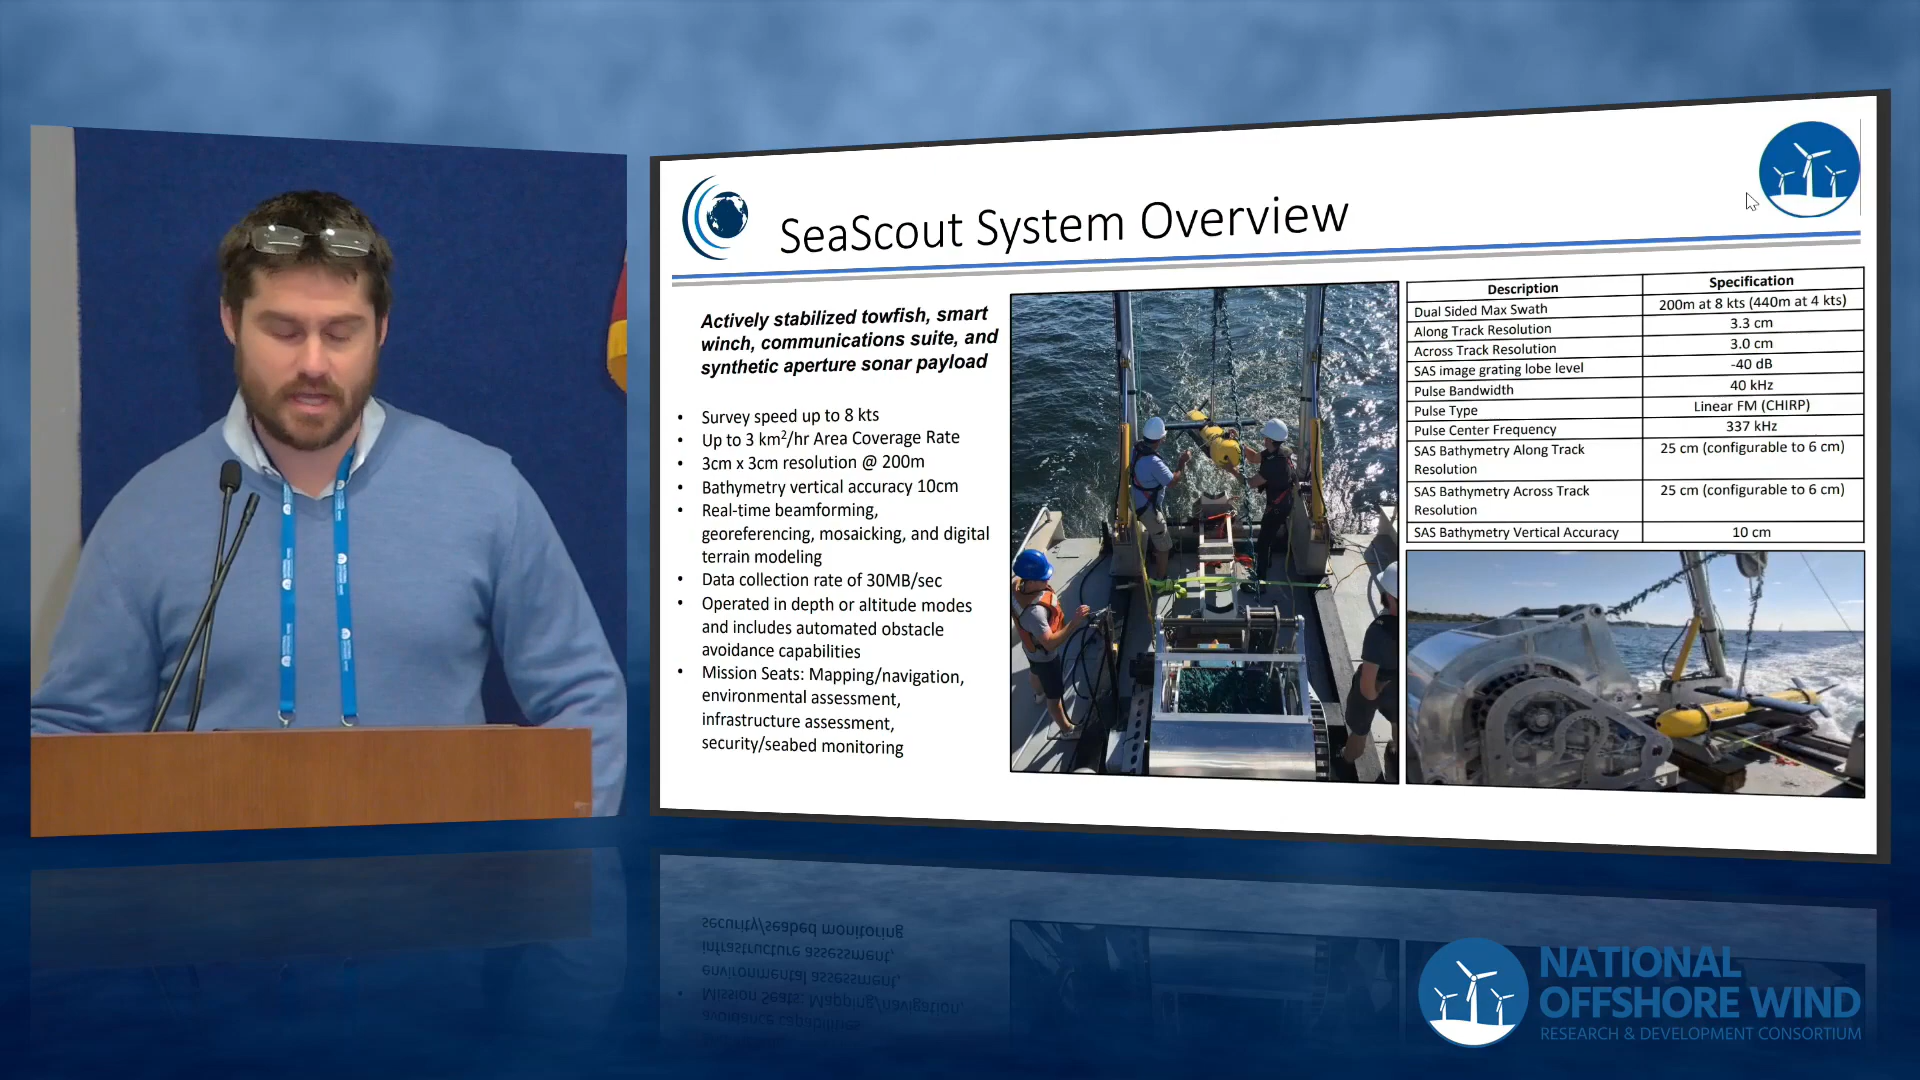 SeaScout System Overview
Actively stabilized towfish, smart
winch, communications suite, and
synthetic aperture sonar payload
• Survey speed up to 8 kts
• Up to 3 km²/hr Area Coverage Rate
• 3cm x 3cm resolution @ 200m
• Bathymetry vertical accuracy 10cm
• Real-time beamforming,
georeferencing, mosaicking, and digital
terrain modeling
• Data collection rate of 30MB/sec
• Operated in depth or altitude modes
and includes automated obstacle
avoidance capabilities
• Mission Seats: Mapping/navigation,
environmental assessment,
infrastructure assessment,
security/seabed monitoring
Description Specification
Dual Sided Max Swath 200m at 8 kts (440m at 4 kts)
Along Track Resolution 3.3 cm
Across Track Resolution 3.0 cm
SAS image grating lobe level -40 dB
Pulse Bandwidth 40 kHz
Pulse Type Linear FM (CHIRP)
Pulse Center Frequency 337 kHz
SAS Bathymetry Along Track 25 cm (configurable to 6 cm)
Resolution
SAS Bathymetry Across Track 25 cm (configurable to 6 cm)
Resolution
SAS Bathymetry Vertical Accuracy 10 cm
NATIONAL
OFFSHORE WIND
RESEARCH & DEVELOPMENT CONSORTIUM